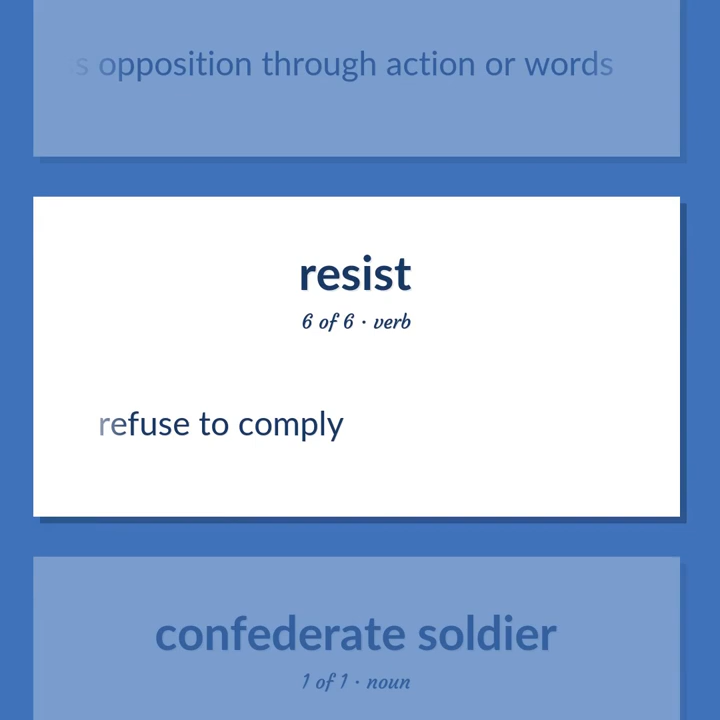 opposition through action or words
resist
6 of 6 · verb
refuse to comply
confederate soldier
1 of 1 · noun